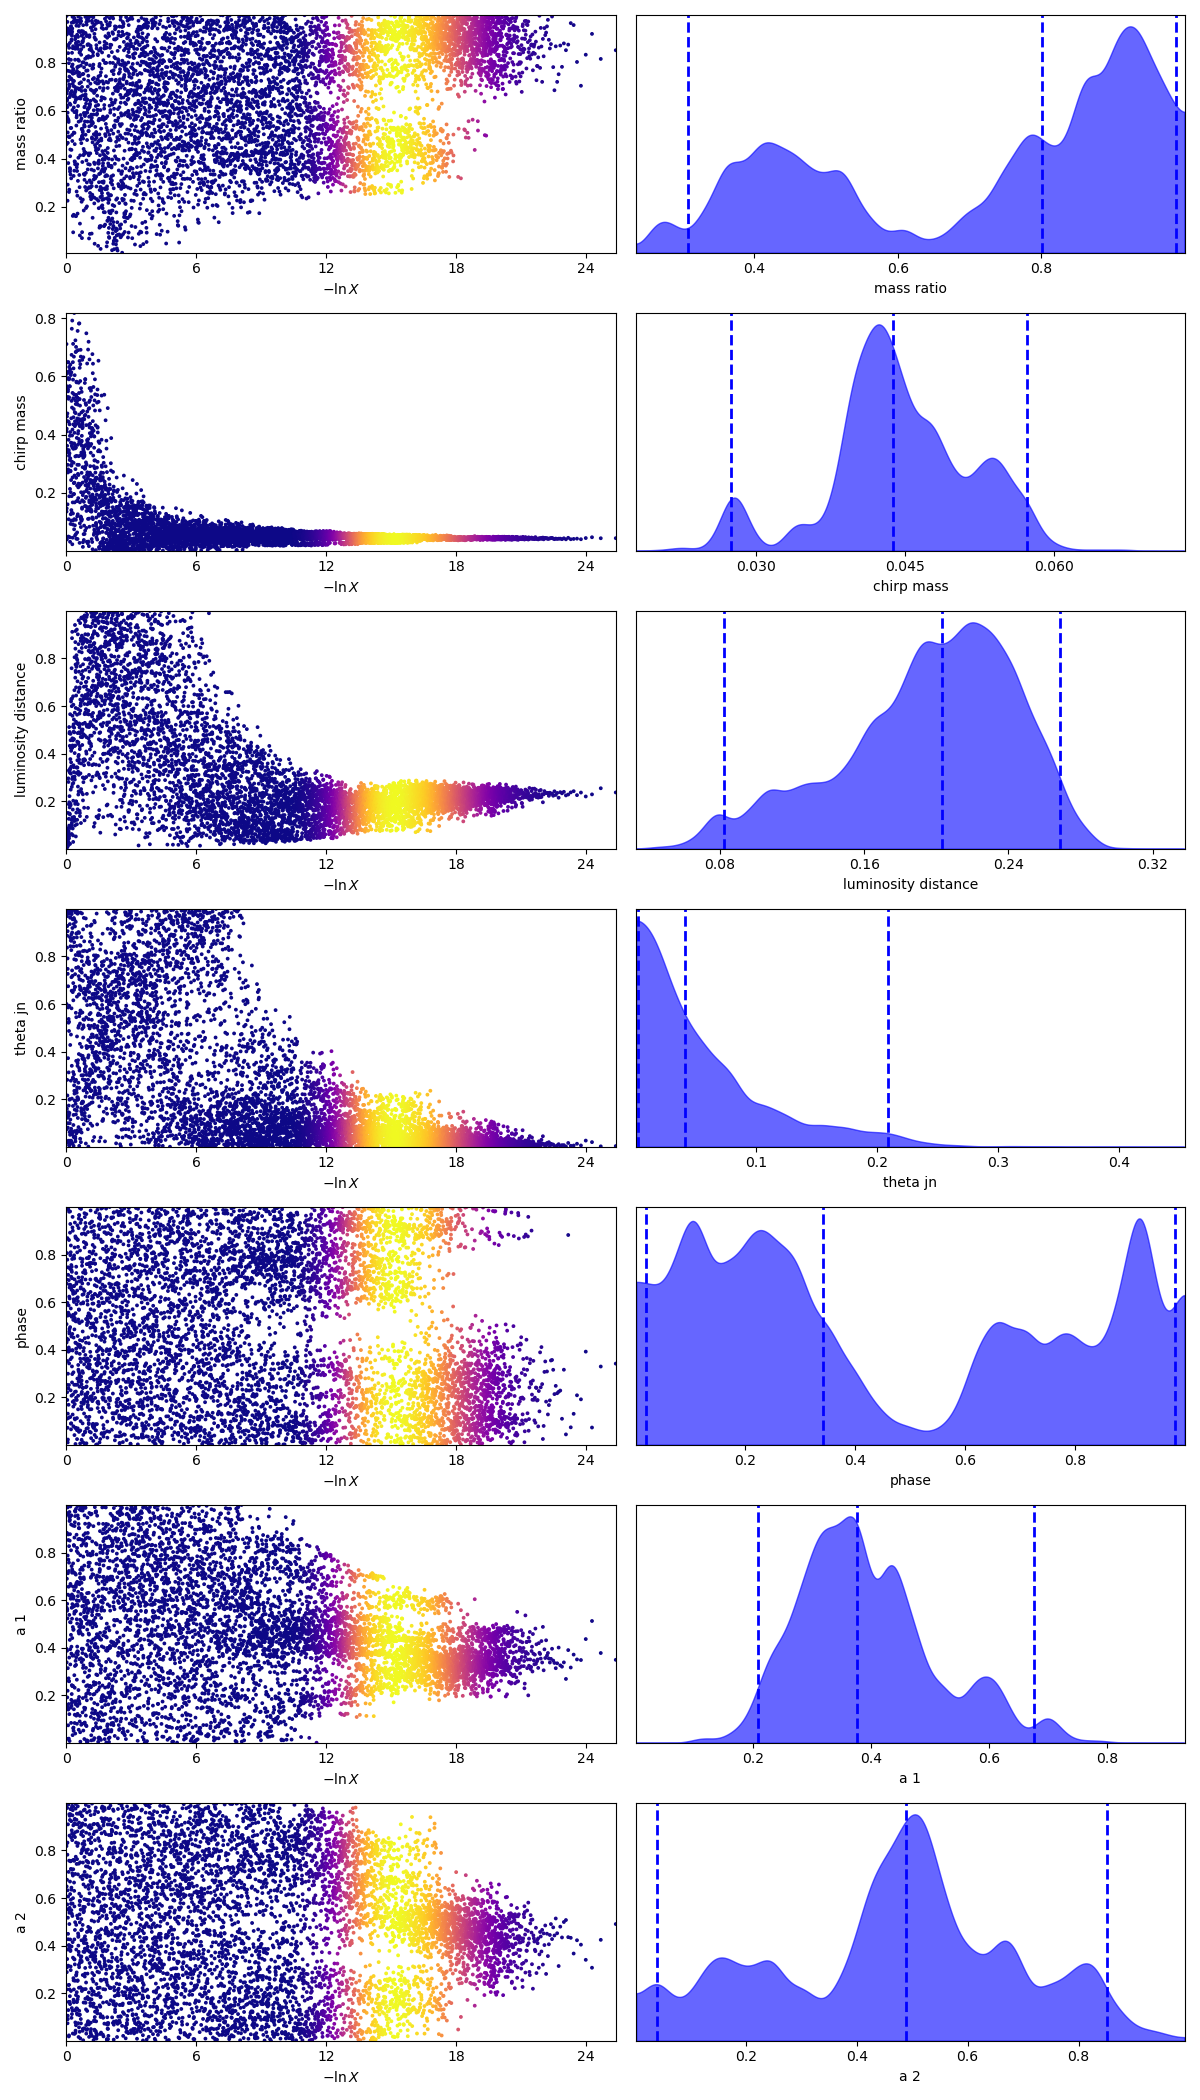 mass ratio
0.8
0.6
0.4
0.2
0 6 12 18 24
−ln X
0.4 0.6 0.8
mass ratio
chirp mass
0.8
0.6
0.4
0.2
0 6 12 18 24
−ln X
0.030 0.045 0.060
chirp mass
luminosity distance
0.8
0.6
0.4
0.2
0 6 12 18 24
−ln X
0.08 0.16 0.24 0.32
luminosity distance
theta jn
0.8
0.6
0.4
0.2
0 6 12 18 24
−ln X
0.1 0.2 0.3 0.4
theta jn
phase
0.8
0.6
0.4
0.2
0 6 12 18 24
−ln X
0.2 0.4 0.6 0.8
phase
a 1
0.8
0.6
0.4
0.2
0 6 12 18 24
−ln X
0.2 0.4 0.6 0.8
a 1
a 2
0.8
0.6
0.4
0.2
0 6 12 18 24
−ln X
0.2 0.4 0.6 0.8
a 2